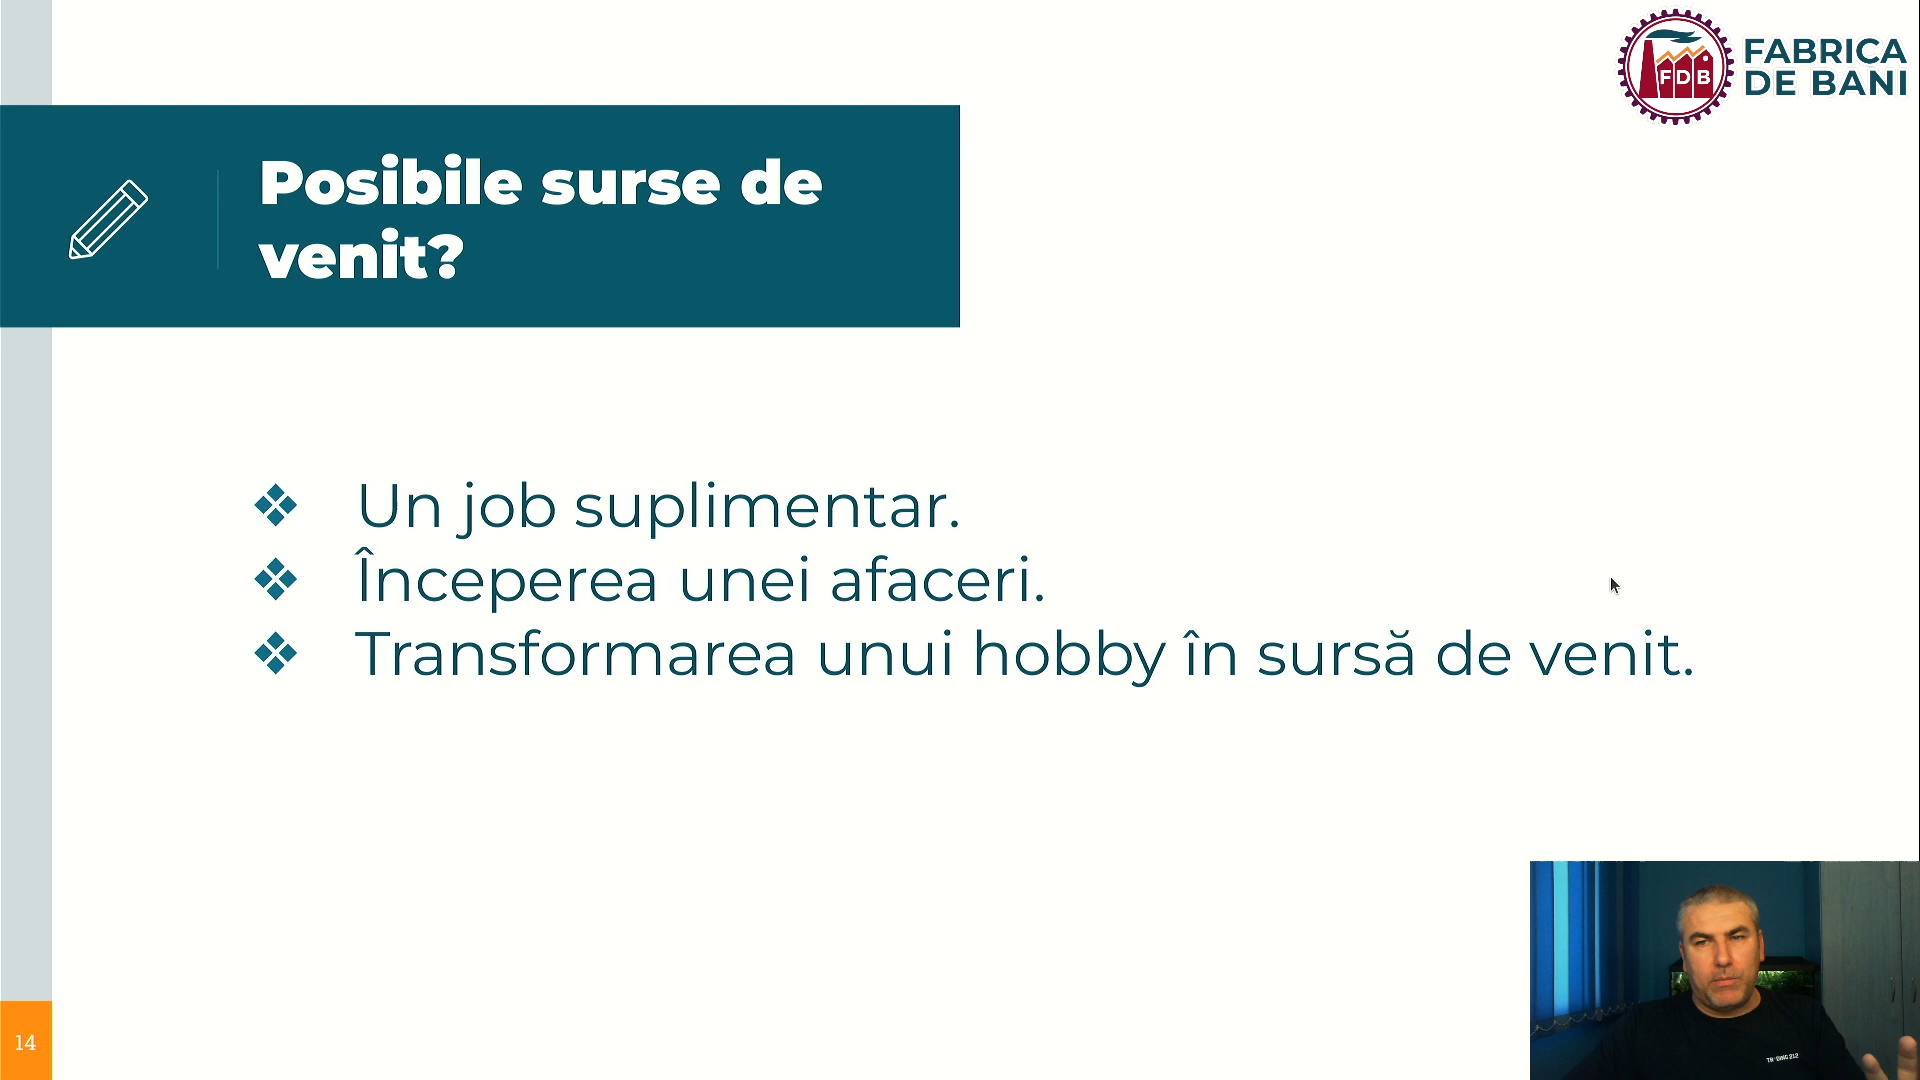 FABRICA
DE BANI
FDB
Posibile surse de
venit?
❖ Un job suplimentar.
❖ Începerea unei afaceri.
❖ Transformarea unui hobby în sursă de venit.
14